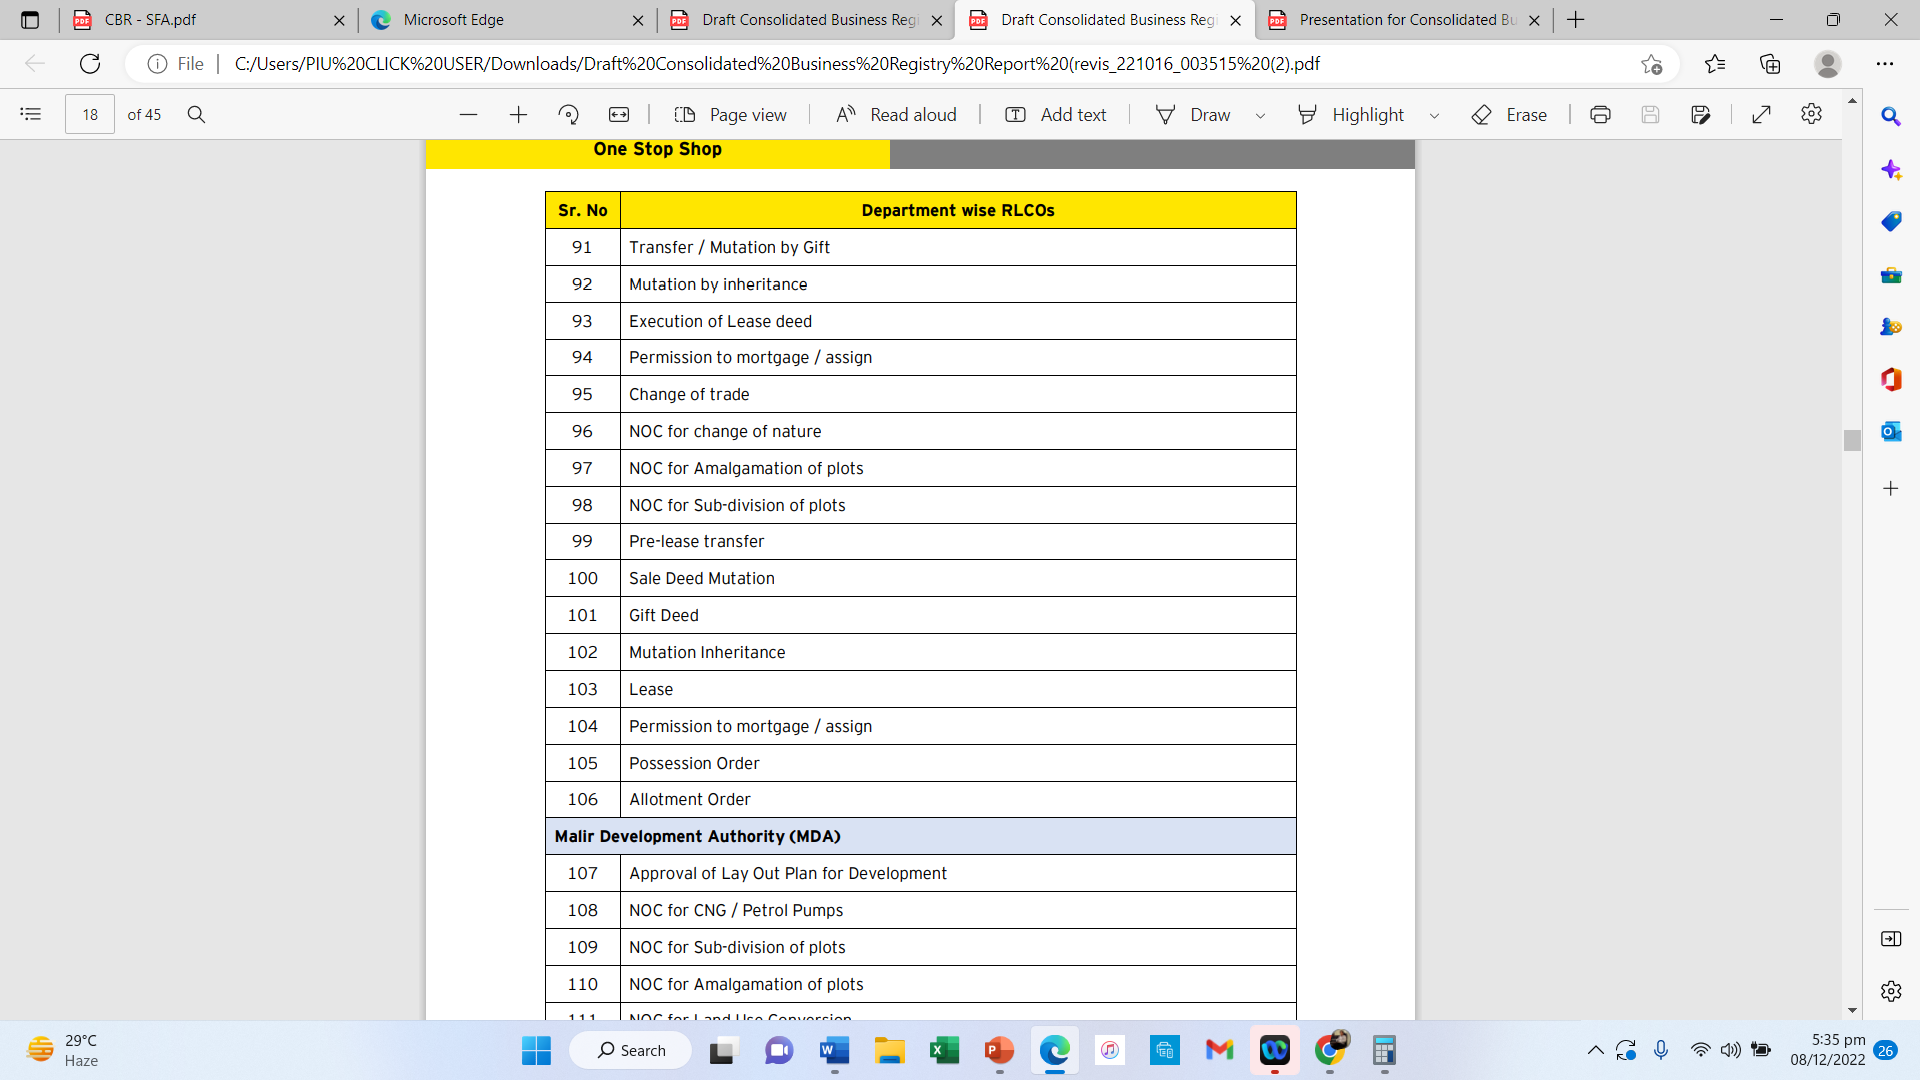 CBR - SFA.pdf
Microsoft Edge
Draft Consolidated Business Regi
Draft Consolidated Business Regi
Presentation for Consolidated Bu
File
C:/Users/PIU%20CLICK%20USER/Downloads/Draft%20Consolidated%20Business%20Registry%20Report%20(revis_221016_003515%20(2).pdf
18 of 45
Page view
Read aloud
Add text
Draw
Highlight
Erase
One Stop Shop
Sr. No Department wise RLCOs
91 Transfer / Mutation by Gift
92 Mutation by inheritance
93 Execution of Lease deed
94 Permission to mortgage / assign
95 Change of trade
96 NOC for change of nature
97 NOC for Amalgamation of plots
98 NOC for Sub-division of plots
99 Pre-lease transfer
100 Sale Deed Mutation
101 Gift Deed
102 Mutation Inheritance
103 Lease
104 Permission to mortgage / assign
105 Possession Order
106 Allotment Order
Malir Development Authority (MDA)
107 Approval of Lay Out Plan for Development
108 NOC for CNG / Petrol Pumps
109 NOC for Sub-division of plots
110 NOC for Amalgamation of plots
111 NOC for Land Use Conversion
29°C
Haze
Search
5:35 pm
08/12/2022
26